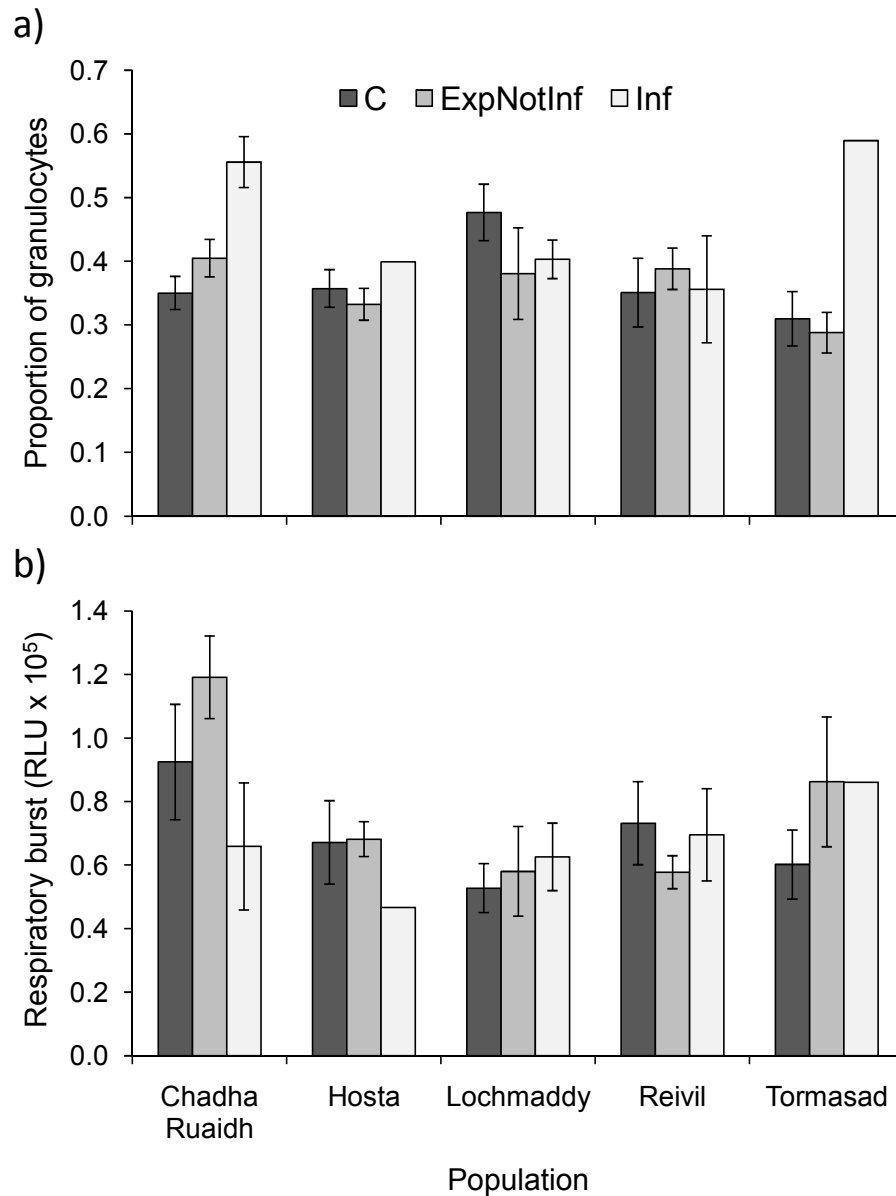 a)
0.7
0.6
0.5
0.4
0.3
0.2
0.1
0.0
Proportion of granulocytes
C ExpNotInf Inf
b)
1.4
1.2
1.0
0.8
0.6
0.4
0.2
0.0
Respiratory burst (RLU x 10⁵)
Chadha Hosta Lochmaddy Reivil Tormasad
Ruaidh
Population